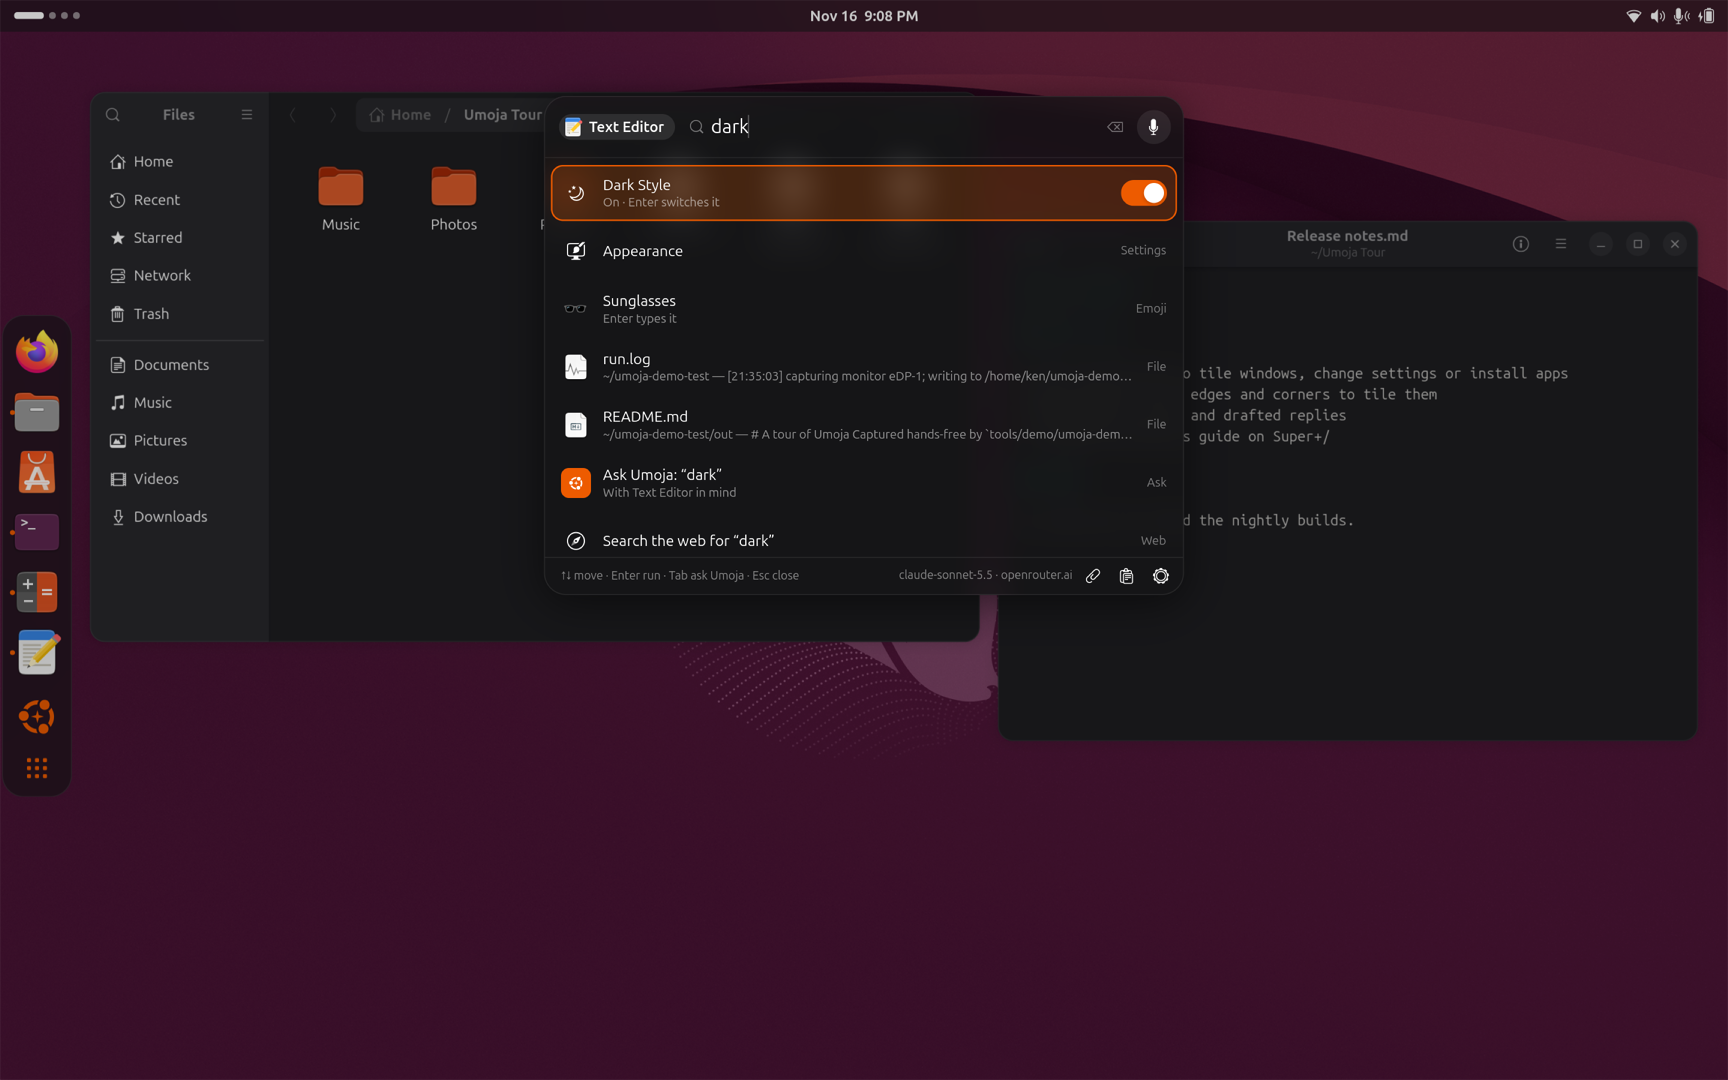 Nov 16 9:08 PM
Files
Home / Umoja Tour
Home
Recent
Starred
Network
Trash
Documents
Music
Pictures
Videos
Downloads
Music
Photos
Text Editor
dark
Dark Style
On · Enter switches it
Appearance
Settings
Sunglasses
Enter types it
Emoji
run.log
~/umoja-demo-test — [21:35:03] capturing monitor eDP-1; writing to /home/ken/umoja-demo…
File
README.md
~/umoja-demo-test/out — # A tour of Umoja Captured hands-free by `tools/demo/umoja-dem…
File
Ask Umoja: “dark”
With Text Editor in mind
Ask
Search the web for “dark”
Web
↑↓ move · Enter run · Tab ask Umoja · Esc close
claude-sonnet-5.5 · openrouter.ai
Release notes.md
~/Umoja Tour
tile windows, change settings or install apps
edges and corners to tile them
and drafted replies
guide on Super+/
the nightly builds.